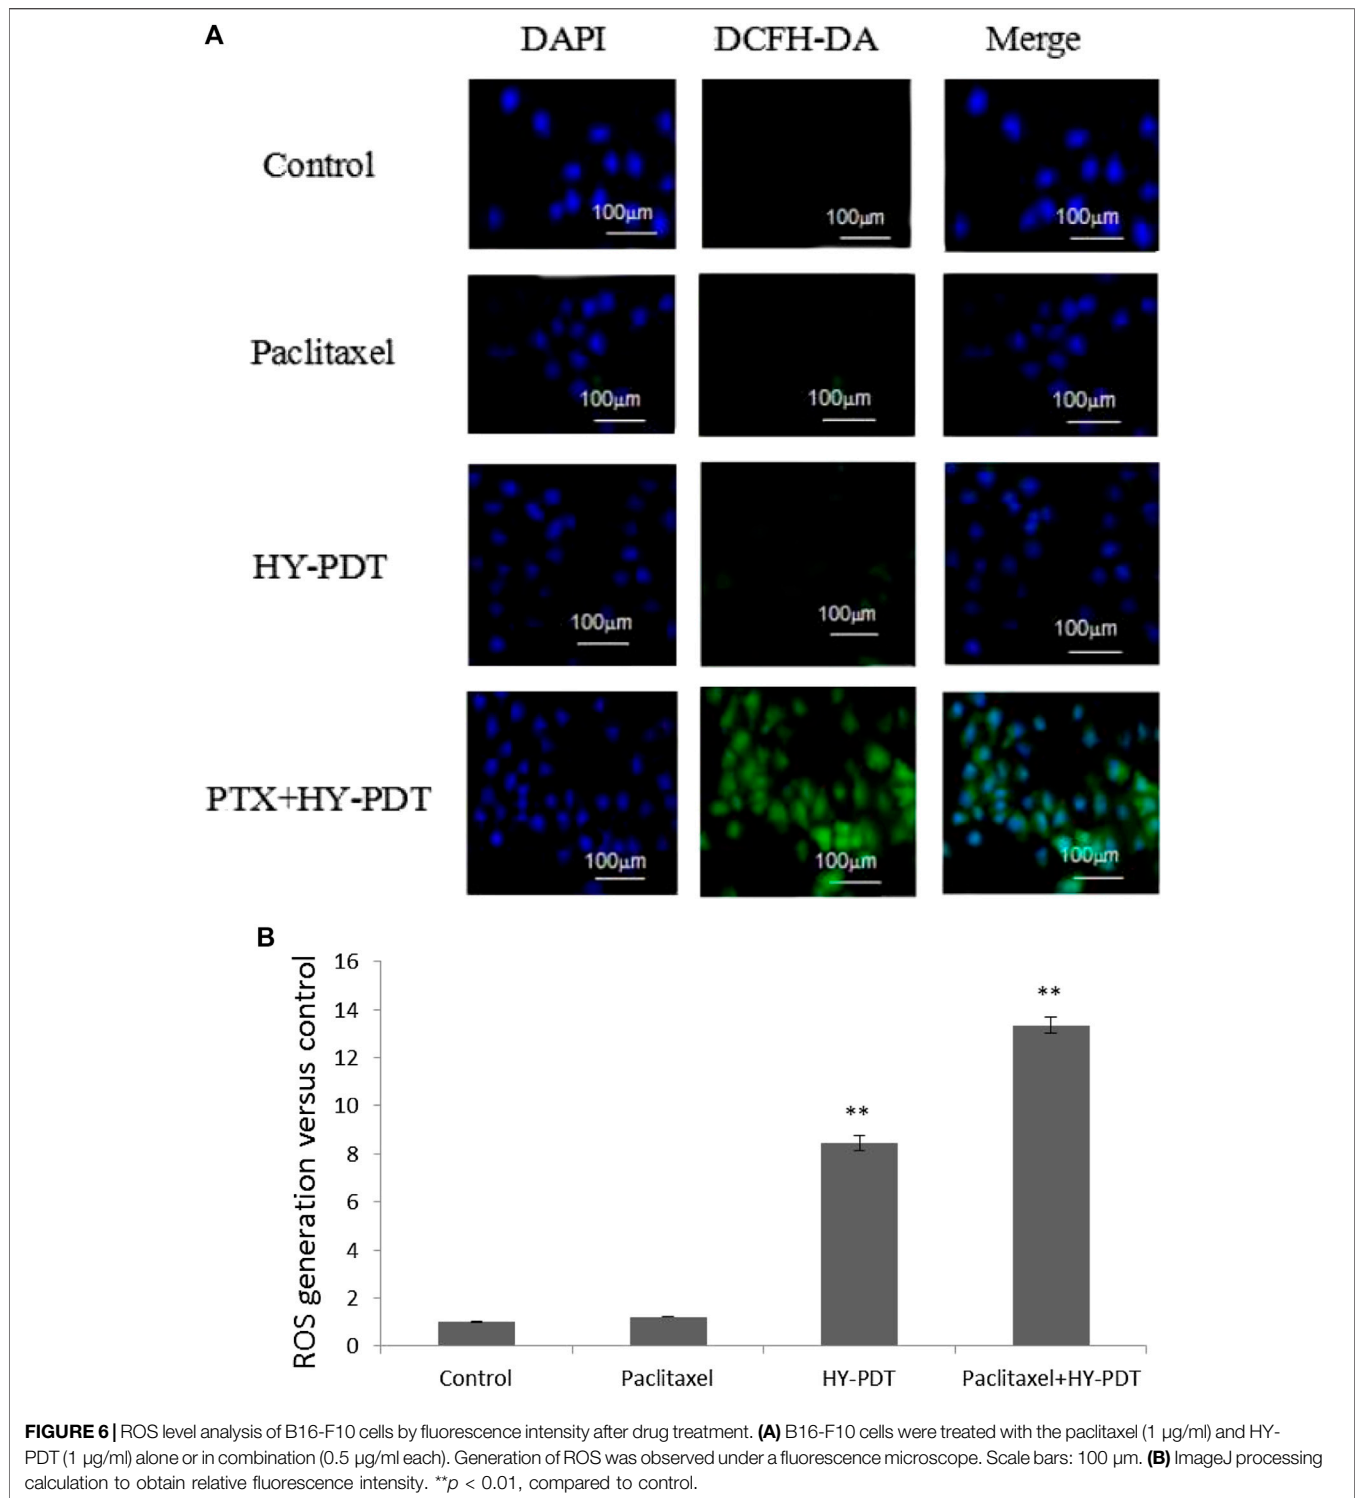 A
DAPI DCFH-DA Merge
Control
100μm 100μm 100μm
Paclitaxel
100μm 100μm 100μm
HY-PDT
100μm 100μm 100μm
PTX+HY-PDT
100μm 100μm 100μm
B
ROS generation versus control
16
14
12
10
8
6
4
2
0
**
**
Control Paclitaxel HY-PDT Paclitaxel+HY-PDT
FIGURE 6 | ROS level analysis of B16-F10 cells by fluorescence intensity after drug treatment. (A) B16-F10 cells were treated with the paclitaxel (1 μg/ml) and HY-
PDT (1 μg/ml) alone or in combination (0.5 μg/ml each). Generation of ROS was observed under a fluorescence microscope. Scale bars: 100 μm. (B) ImageJ processing
calculation to obtain relative fluorescence intensity. **p < 0.01, compared to control.